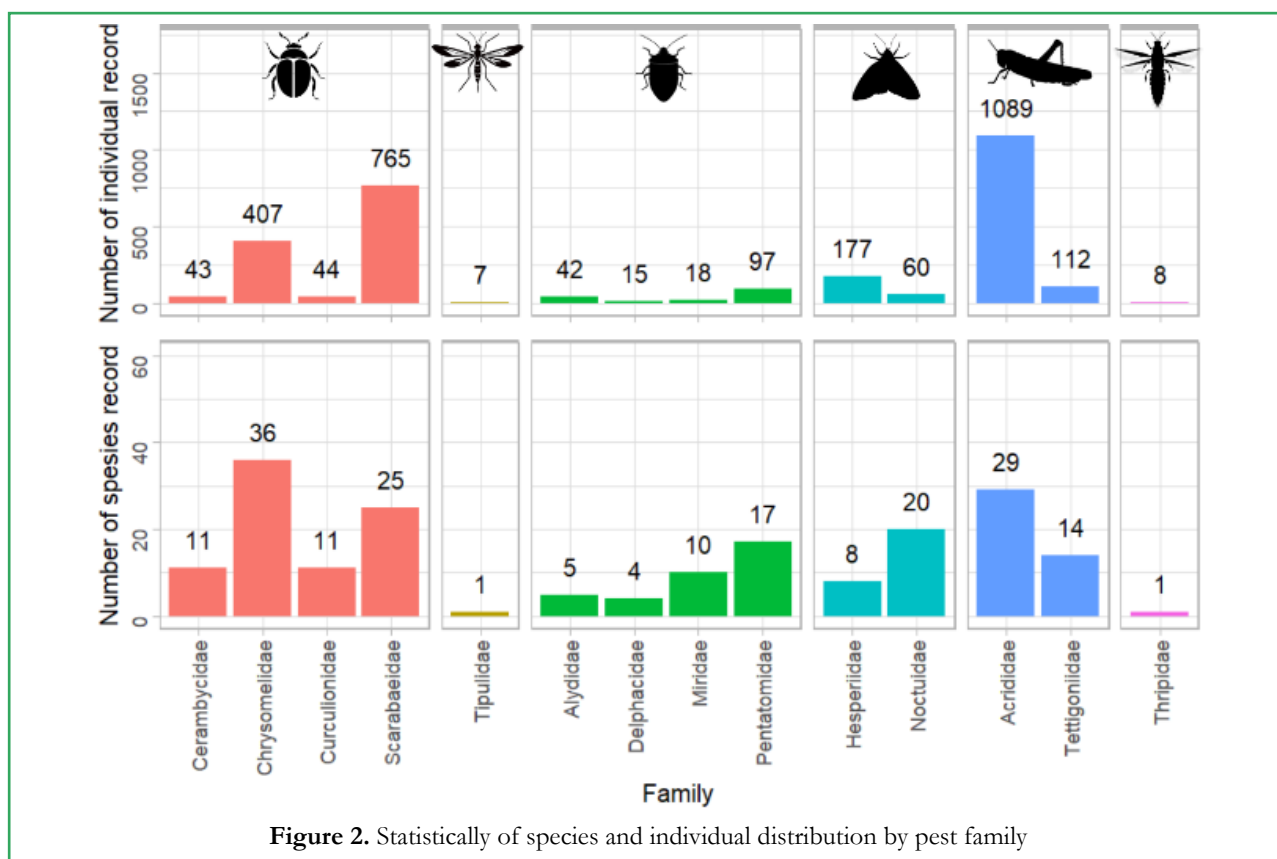 Number of individual record
1500
1000
500
0
43
407
44
765
7
42
15
18
97
177
60
1089
112
8
Number of spesies record
60
40
20
0
11
36
11
25
1
5
4
10
17
8
20
29
14
1
Cerambycidae
Chrysomelidae
Curculionidae
Scarabaeidae
Tipulidae
Alydidae
Delphacidae
Miridae
Pentatomidae
Hesperiidae
Noctuidae
Acrididae
Tettigoniidae
Thripidae
Family
Figure 2. Statistically of species and individual distribution by pest family